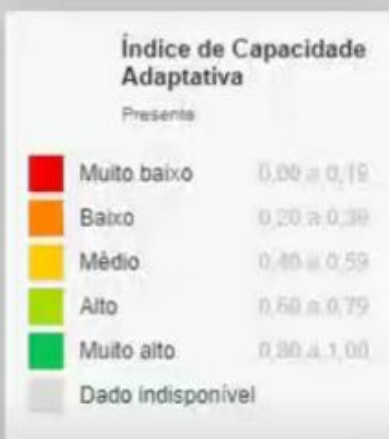 Índice de Capacidade
Adaptativa
Presente
Muito baixo 0,00 a 0,19
Baixo 0,20 a 0,39
Médio 0,40 a 0,59
Alto 0,60 a 0,79
Muito alto 0,80 a 1,00
Dado indisponível